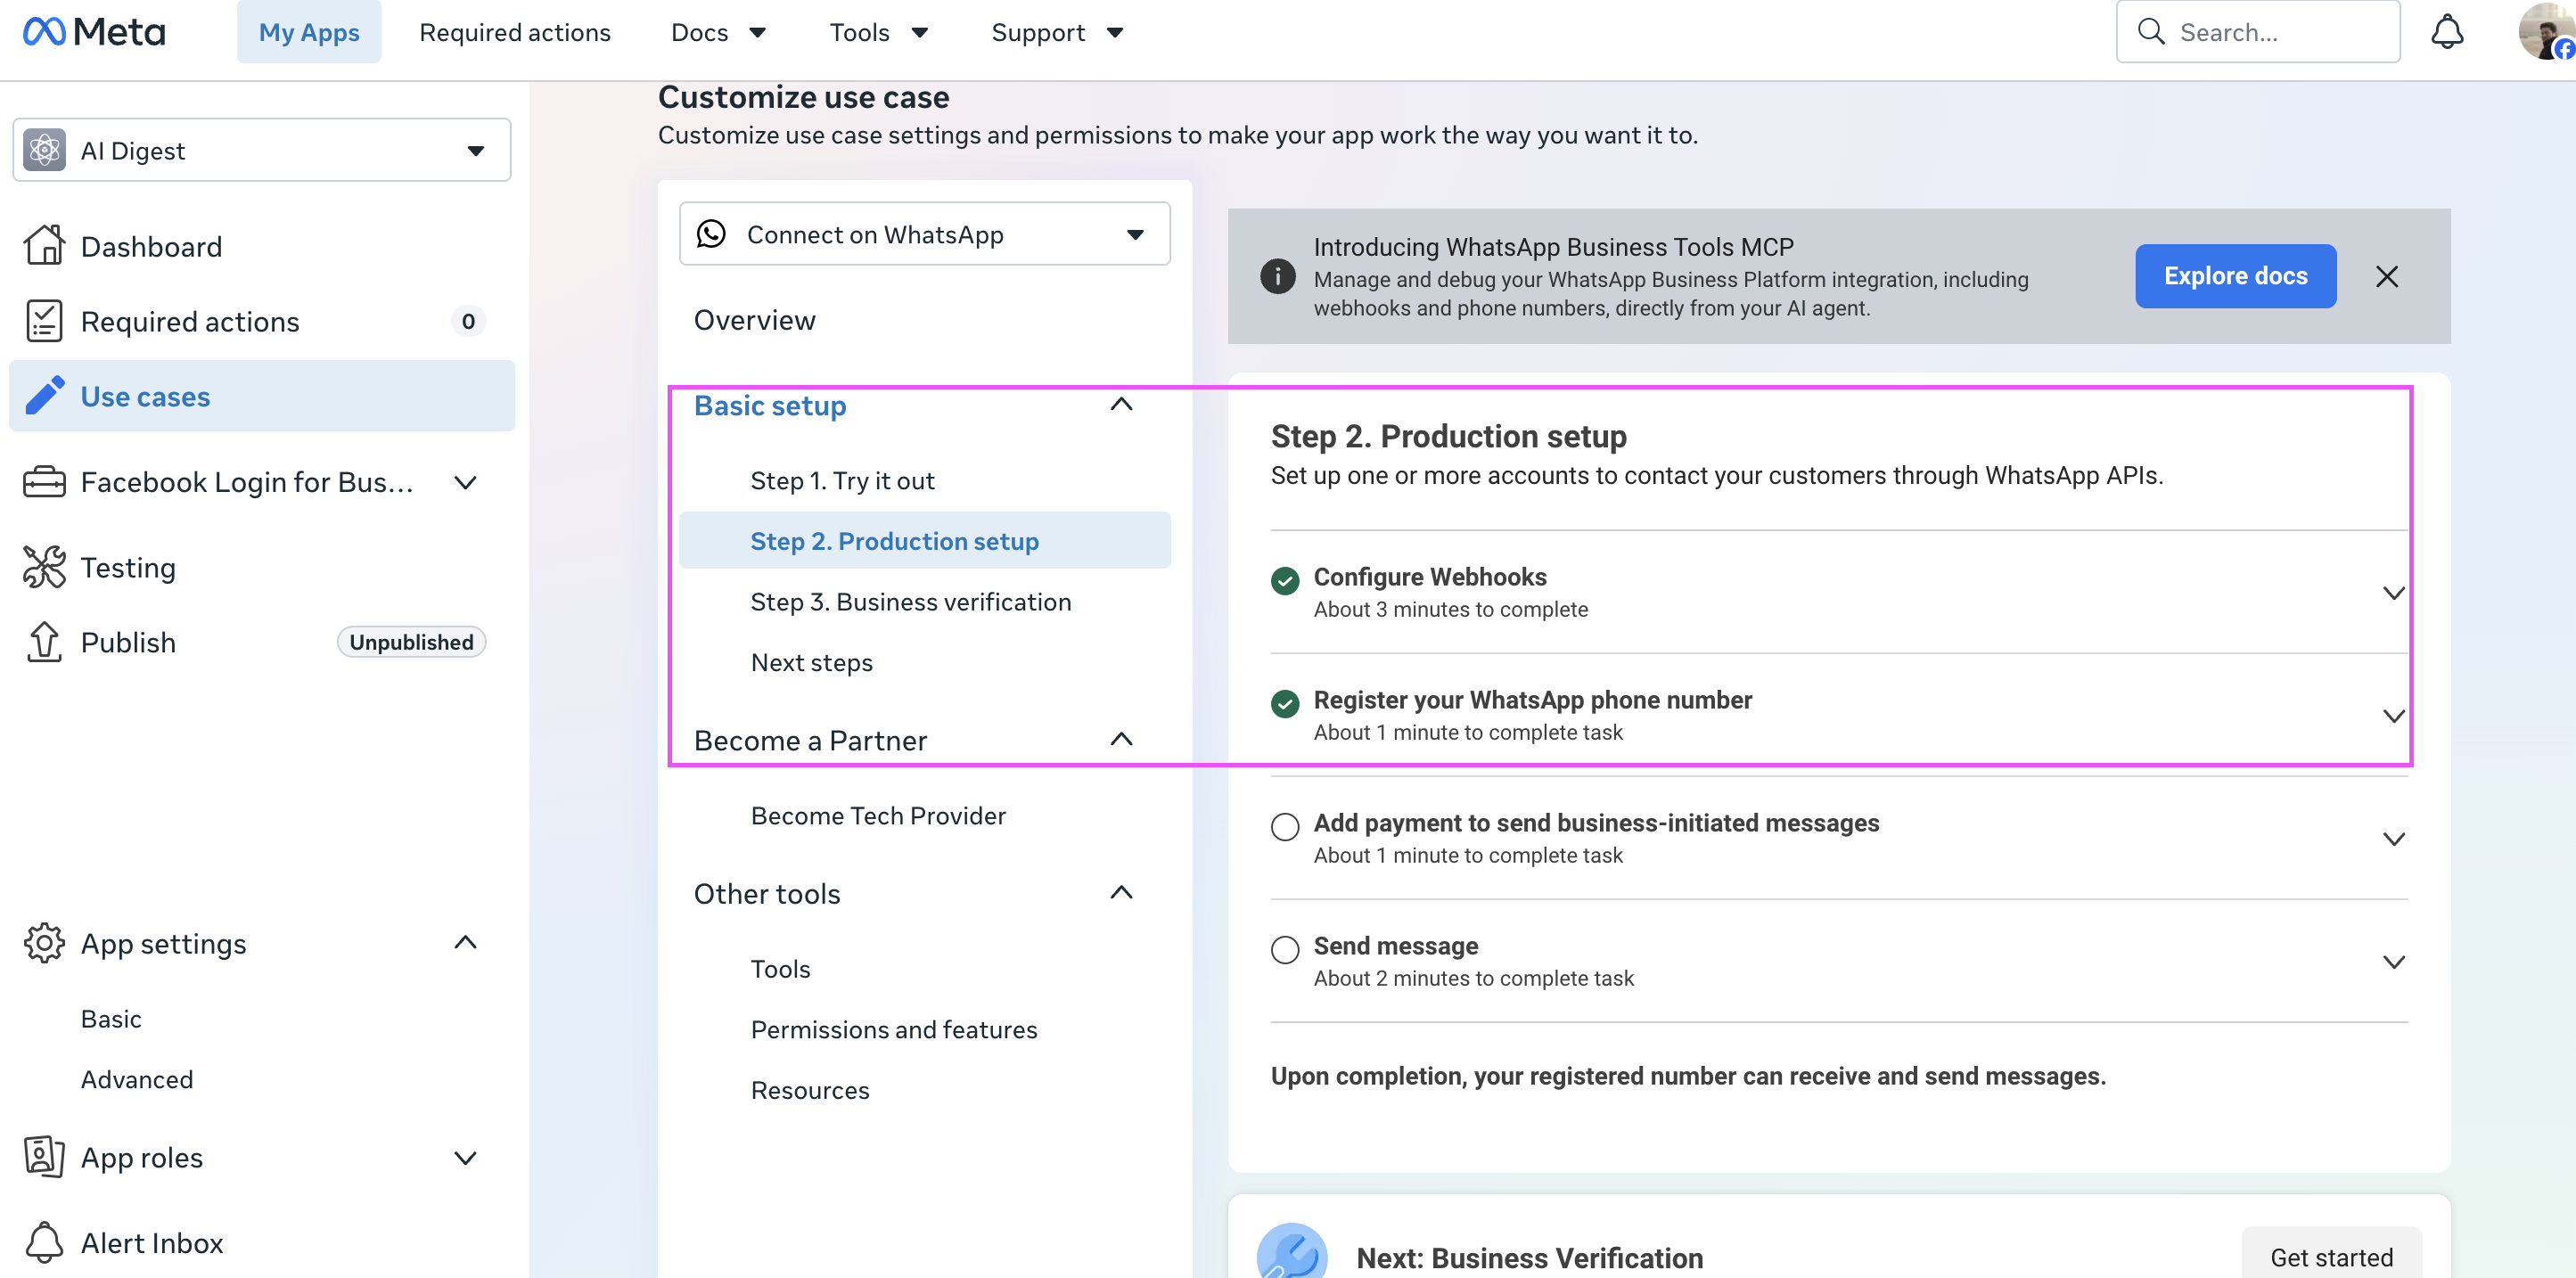 Meta
My Apps
Required actions
Docs
Tools
Support
Search...
AI Digest
Dashboard
Required actions
0
Use cases
Facebook Login for Bus...
Testing
Publish
Unpublished
App settings
Basic
Advanced
App roles
Alert Inbox
Customize use case
Customize use case settings and permissions to make your app work the way you want it to.
Connect on WhatsApp
Overview
Basic setup
Step 1. Try it out
Step 2. Production setup
Step 3. Business verification
Next steps
Become a Partner
Become Tech Provider
Other tools
Tools
Permissions and features
Resources
Introducing WhatsApp Business Tools MCP
Manage and debug your WhatsApp Business Platform integration, including
webhooks and phone numbers, directly from your AI agent.
Explore docs
Step 2. Production setup
Set up one or more accounts to contact your customers through WhatsApp APIs.
Configure Webhooks
About 3 minutes to complete
Register your WhatsApp phone number
About 1 minute to complete task
Add payment to send business-initiated messages
About 1 minute to complete task
Send message
About 2 minutes to complete task
Upon completion, your registered number can receive and send messages.
Next: Business Verification
Get started